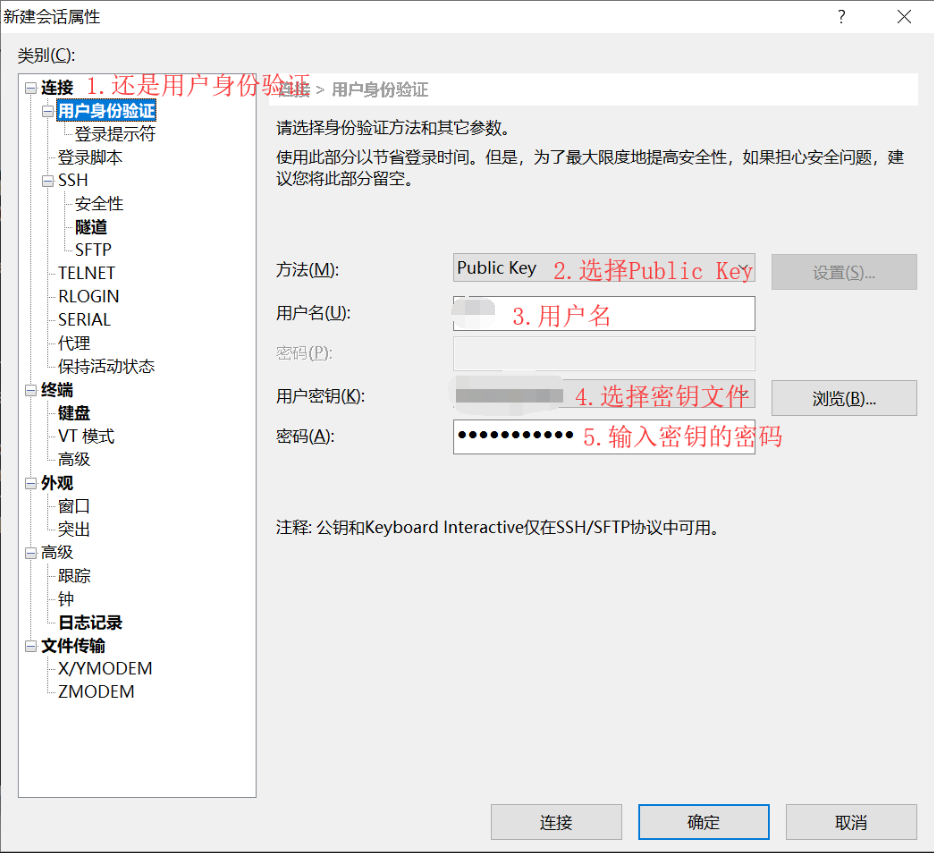 新建会话属性
类别(C):
连接 1.还是用户身份验证
用户身份验证
登录提示符
登录脚本
SSH
安全性
隧道
SFTP
TELNET
RLOGIN
SERIAL
代理
保持活动状态
终端
键盘
VT 模式
高级
外观
窗口
突出
高级
跟踪
钟
日志记录
文件传输
X/YMODEM
ZMODEM
连接 > 用户身份验证
请选择身份验证方法和其它参数。
使用此部分以节省登录时间。但是，为了最大限度地提高安全性，如果担心安全问题，建
议您将此部分留空。
方法(M): Public Key 2.选择Public Key 设置(S)...
用户名(U): 3.用户名
密码(P):
用户密钥(K): 4.选择密钥文件 浏览(B)...
密码(A): ●●●●●●●●●●● 5.输入密钥的密码
注释: 公钥和Keyboard Interactive仅在SSH/SFTP协议中可用。
连接 确定 取消